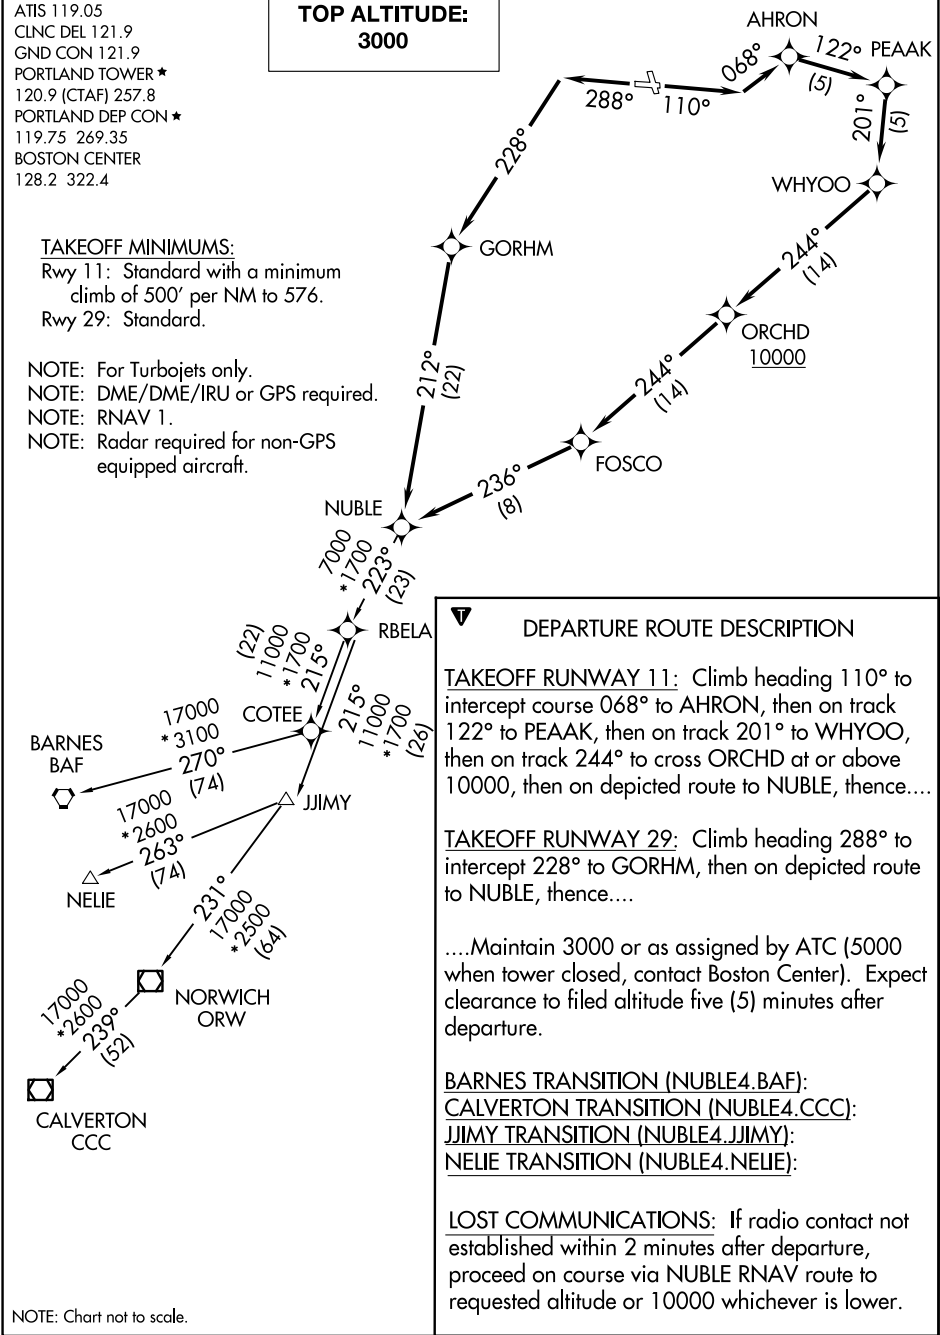 ATIS 119.05
CLNC DEL 121.9
GND CON 121.9
PORTLAND TOWER ★
120.9 (CTAF) 257.8
PORTLAND DEP CON ★
119.75 269.35
BOSTON CENTER
128.2 322.4
TOP ALTITUDE:
3000
AHRON
122°
(5)
PEAAK
068°
288°
110°
201°
(5)
228°
WHYOO
GORHM
244°
(14)
ORCHD
10000
212°
(22)
244°
(14)
FOSCO
236°
(8)
TAKEOFF MINIMUMS:
Rwy 11: Standard with a minimum
climb of 500' per NM to 576.
Rwy 29: Standard.
NOTE: For Turbojets only.
NOTE: DME/DME/IRU or GPS required.
NOTE: RNAV 1.
NOTE: Radar required for non-GPS
equipped aircraft.
NUBLE
7000
*1700
223°
(23)
RBELA
(22)
11000
*1700
215°
215°
11000
*1700
(26)
COTEE
17000
*3100
270°
(74)
BARNES
BAF
JJIMY
17000
*2600
263°
(74)
NELIE
231°
17000
*2500
(64)
NORWICH
ORW
17000
*2600
239°
(52)
CALVERTON
CCC
NOTE: Chart not to scale.
T
DEPARTURE ROUTE DESCRIPTION
TAKEOFF RUNWAY 11: Climb heading 110° to
intercept course 068° to AHRON, then on track
122° to PEAAK, then on track 201° to WHYOO,
then on track 244° to cross ORCHD at or above
10000, then on depicted route to NUBLE, thence....
TAKEOFF RUNWAY 29: Climb heading 288° to
intercept 228° to GORHM, then on depicted route
to NUBLE, thence....
....Maintain 3000 or as assigned by ATC (5000
when tower closed, contact Boston Center). Expect
clearance to filed altitude five (5) minutes after
departure.
BARNES TRANSITION (NUBLE4.BAF):
CALVERTON TRANSITION (NUBLE4.CCC):
JJIMY TRANSITION (NUBLE4.JJIMY):
NELIE TRANSITION (NUBLE4.NELIE):
LOST COMMUNICATIONS: If radio contact not
established within 2 minutes after departure,
proceed on course via NUBLE RNAV route to
requested altitude or 10000 whichever is lower.